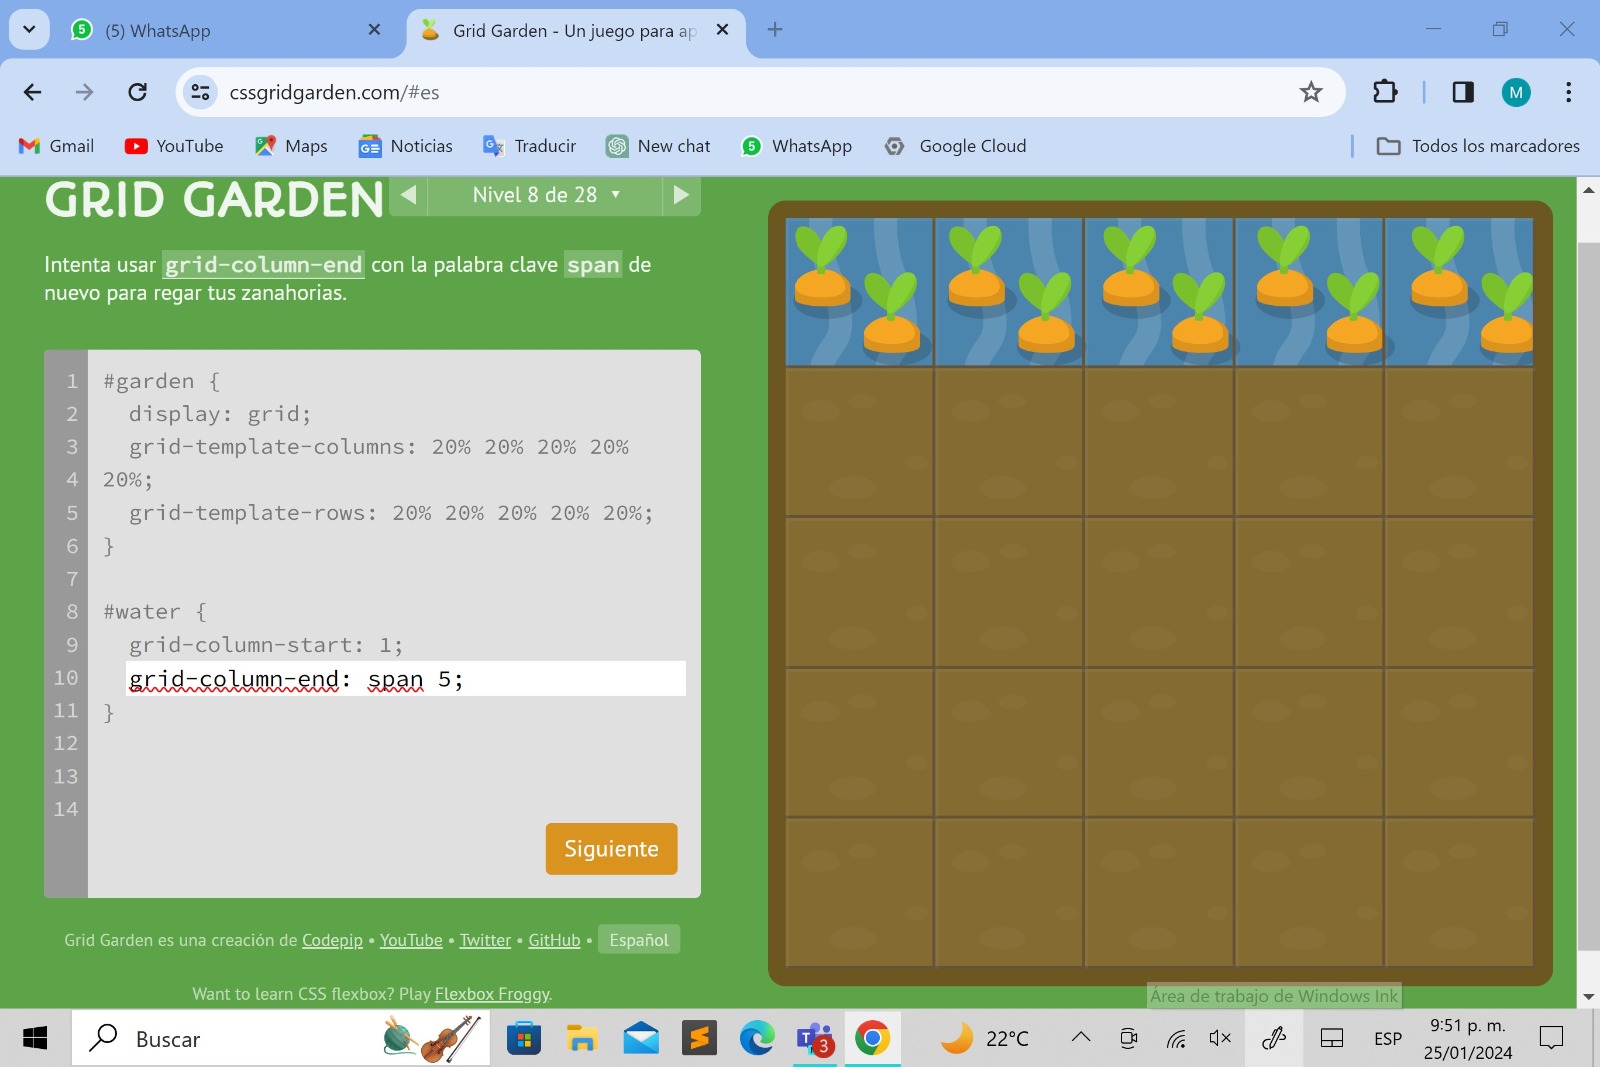 (5) WhatsApp
Grid Garden - Un juego para ap
cssgridgarden.com/#es
M
Gmail
YouTube
Maps
Noticias
Traducir
New chat
5 WhatsApp
Google Cloud
Todos los marcadores
GRID GARDEN
Nivel 8 de 28
Intenta usar grid-column-end con la palabra clave span de
nuevo para regar tus zanahorias.
1 #garden {
2 display: grid;
3 grid-template-columns: 20% 20% 20% 20%
4 20%;
5 grid-template-rows: 20% 20% 20% 20% 20%;
6 }
7
8 #water {
9 grid-column-start: 1;
10 grid-column-end: span 5;
11 }
12
13
14
Siguiente
Grid Garden es una creación de Codepip • YouTube • Twitter • GitHub • Español
Want to learn CSS flexbox? Play Flexbox Froggy.
Área de trabajo de Windows Ink
Buscar
3
22°C
ESP
9:51 p. m.
25/01/2024